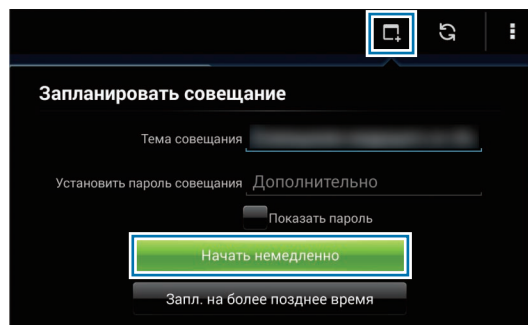 Запланировать совещание
Тема совещания
Установить пароль совещания Дополнительно
Показать пароль
Начать немедленно
Запл. на более позднее время